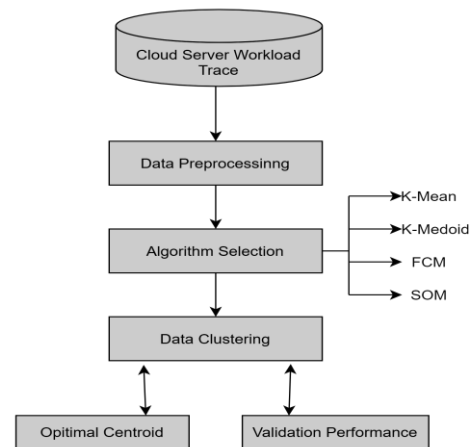 Cloud Server Workload
Trace
Data Preprocessinng
K-Mean
K-Medoid
Algorithm Selection
FCM
SOM
Data Clustering
Opitimal Centroid
Validation Performance